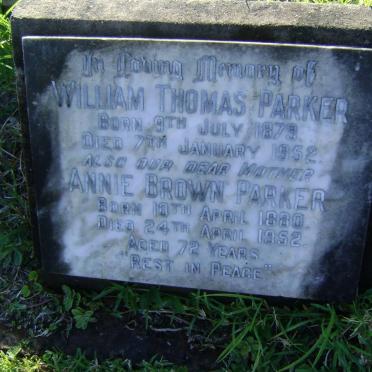 In Loving Memory of
WILLIAM THOMAS PARKER
BORN 9TH JULY 1879.
DIED 7TH JANUARY 1952.
ALSO OUR DEAR MOTHER
ANNIE BROWN PARKER
BORN 19TH APRIL 1880.
DIED 24TH APRIL 1952.
AGED 72 YEARS
"REST IN PEACE"